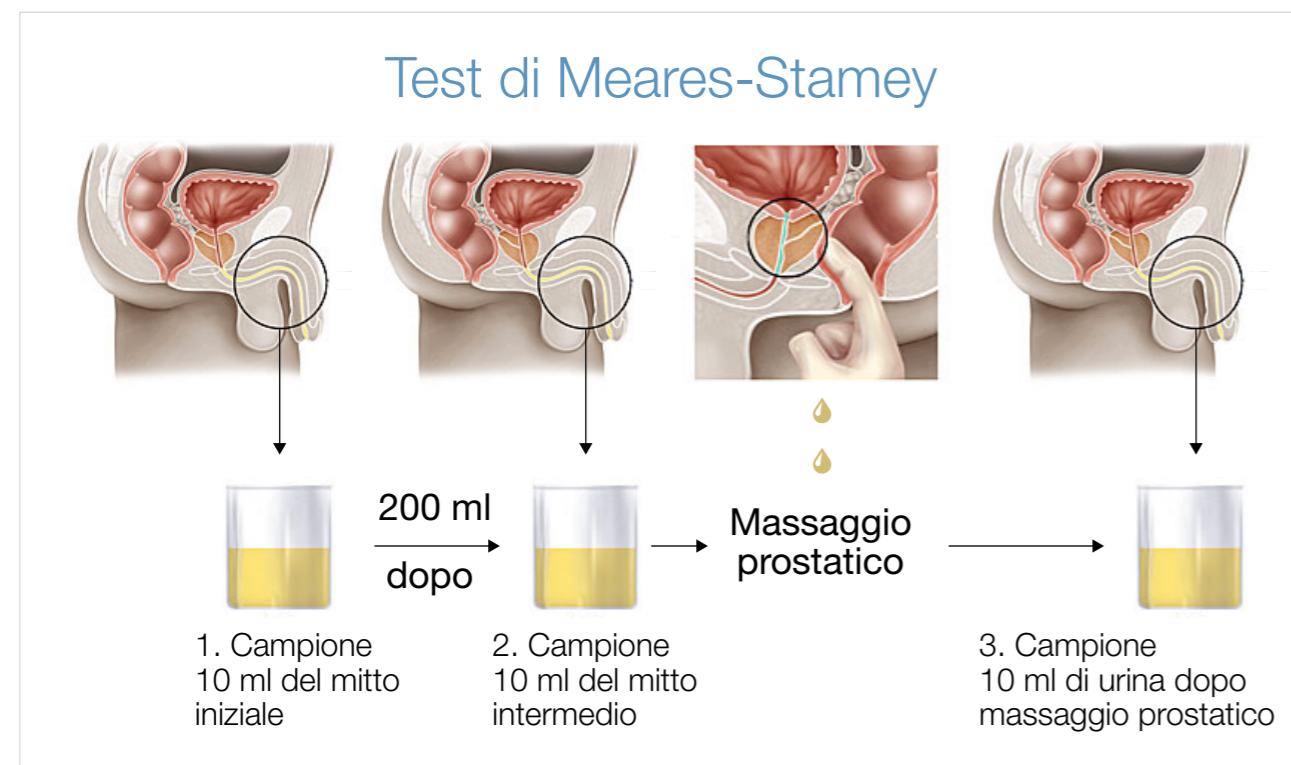 Test di Meares-Stamey
200 ml
dopo
Massaggio
prostatico
1. Campione
10 ml del mitto
iniziale
2. Campione
10 ml del mitto
intermedio
3. Campione
10 ml di urina dopo
massaggio prostatico